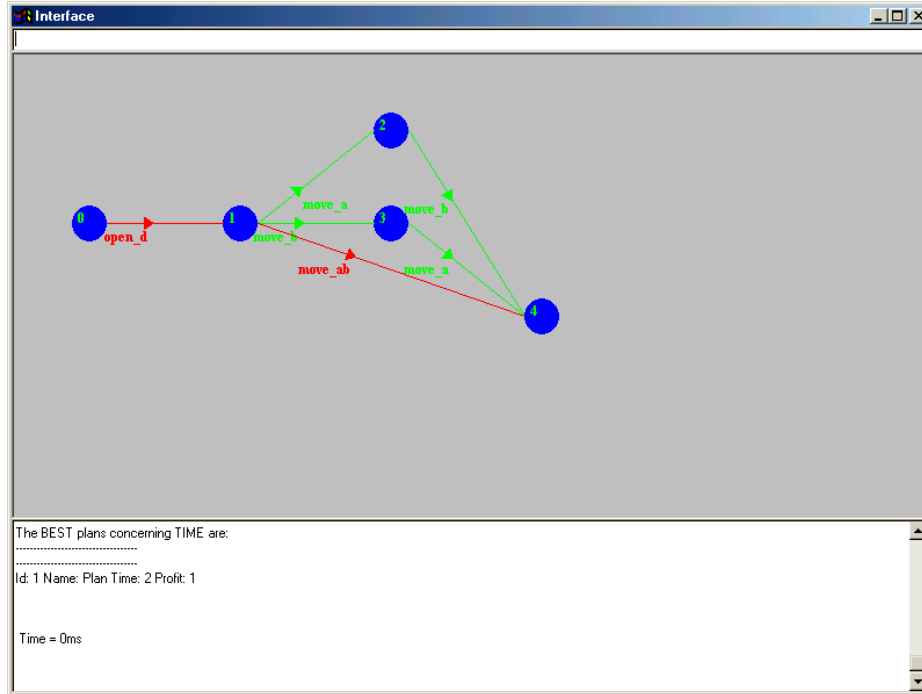 Interface
2
move_a
0
1
3
move_b
open_d
move_b
move_ab
move_a
4
The BEST plans concerning TIME are:
-----------------------------------
-----------------------------------
Id: 1 Name: Plan Time: 2 Profit: 1
Time = 0ms